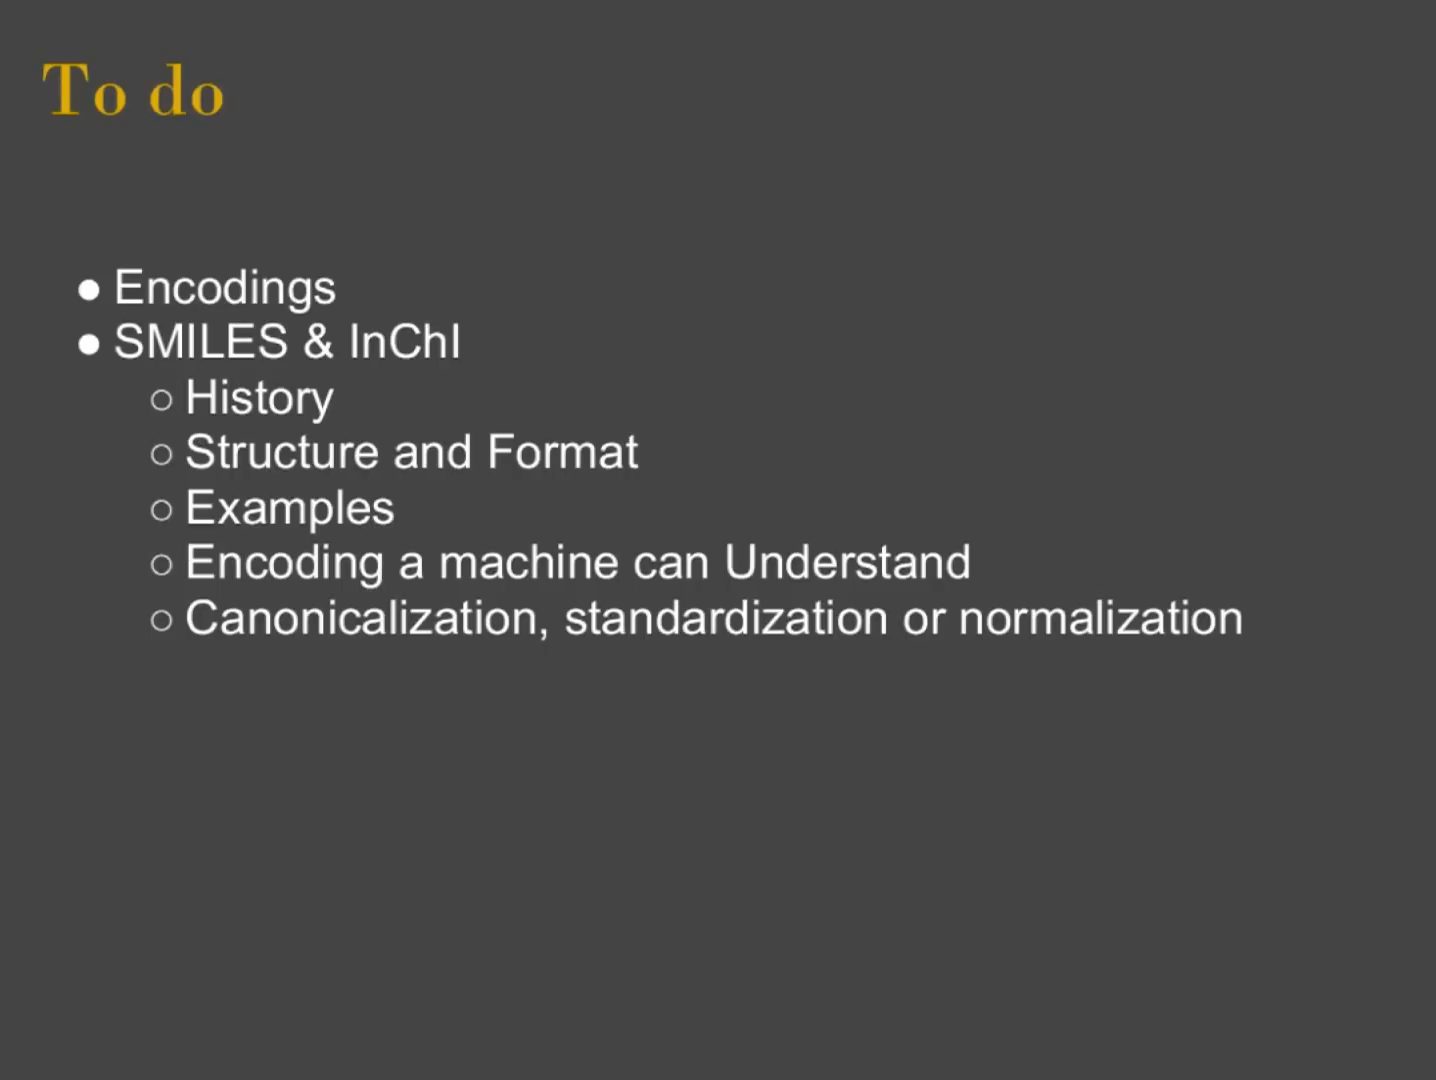 To do
● Encodings
● SMILES & InChI
○ History
○ Structure and Format
○ Examples
○ Encoding a machine can Understand
○ Canonicalization, standardization or normalization